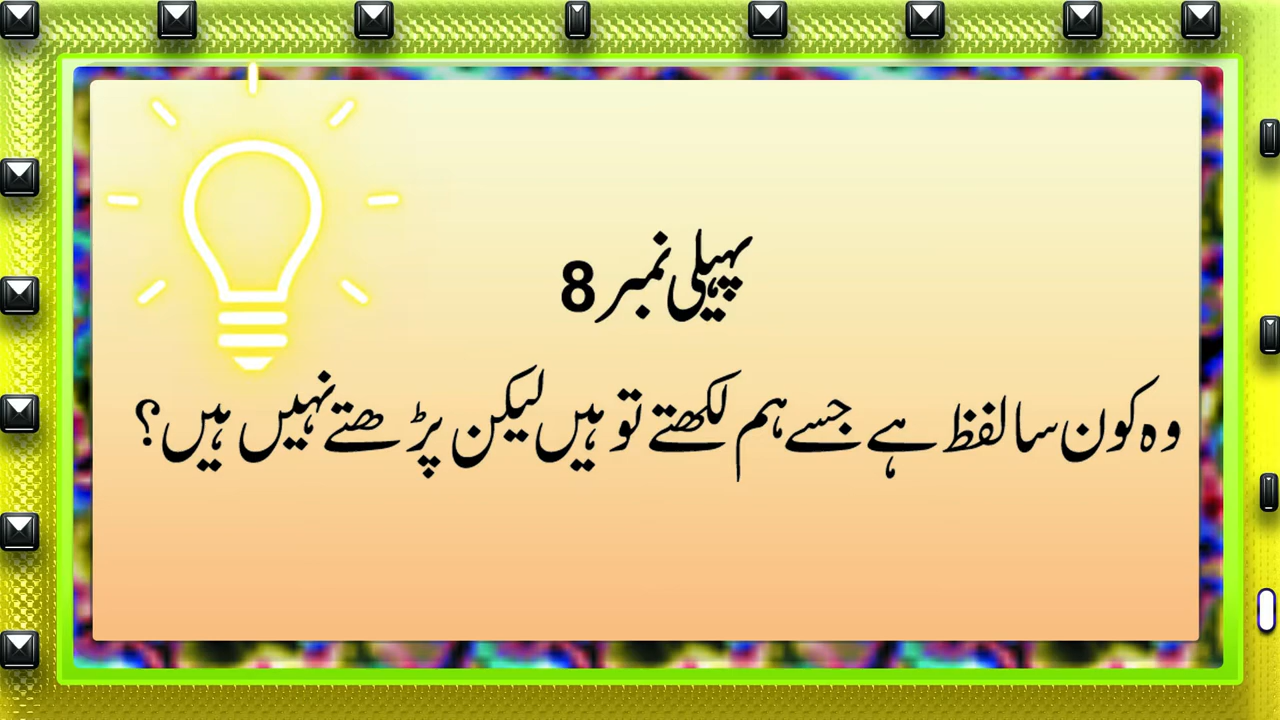 پہیلی نمبر 8
وہ کون سا لفظ ہے جسے ہم لکھتے تو ہیں لیکن پڑھتے نہیں ہیں؟